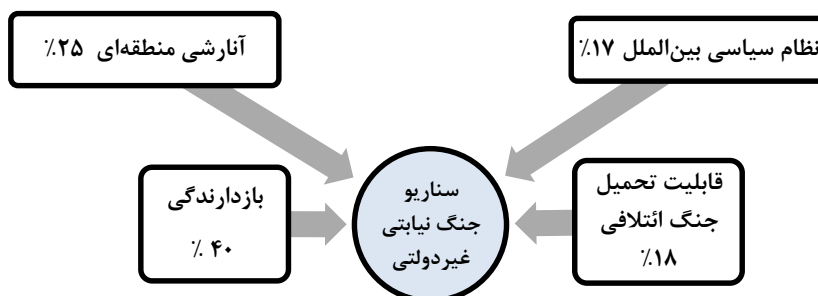 نظام سیاسی بین‌الملل ۱۷٪
آنارشی منطقه‌ای ۲۵٪
قابلیت تحمیل
جنگ ائتلافی
۱۸٪
سناریو
جنگ نیابتی
غیردولتی
بازدارندگی
۴۰ ٪